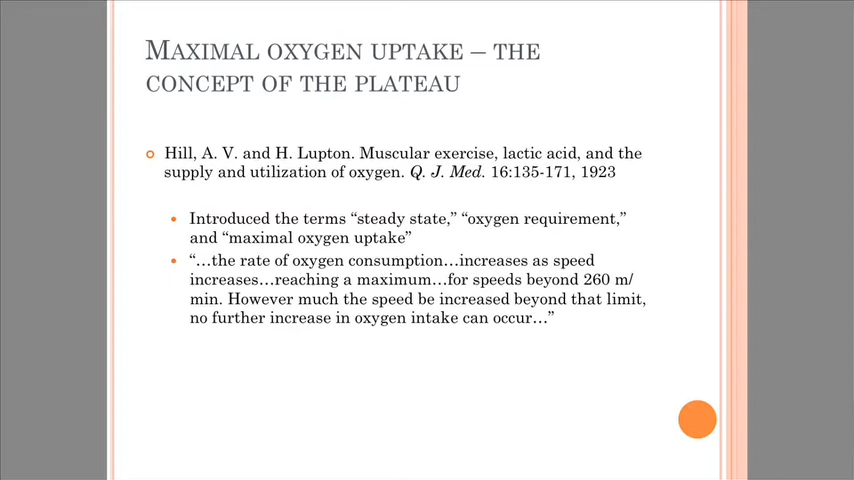 MAXIMAL OXYGEN UPTAKE – THE
CONCEPT OF THE PLATEAU
Hill, A. V. and H. Lupton. Muscular exercise, lactic acid, and the
supply and utilization of oxygen. Q. J. Med. 16:135-171, 1923
Introduced the terms “steady state,” “oxygen requirement,”
and “maximal oxygen uptake”
“…the rate of oxygen consumption…increases as speed
increases…reaching a maximum…for speeds beyond 260 m/
min. However much the speed be increased beyond that limit,
no further increase in oxygen intake can occur…”